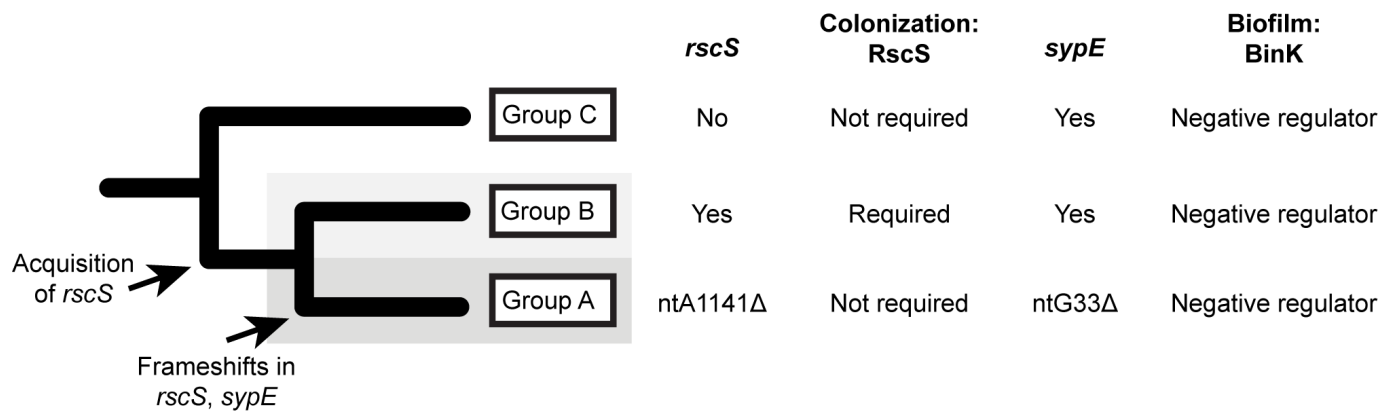 rscS
Colonization:
RscS
sypE
Biofilm:
BinK
Group C
No
Not required
Yes
Negative regulator
Group B
Yes
Required
Yes
Negative regulator
Group A
ntA1141Δ
Not required
ntG33Δ
Negative regulator
Acquisition
of rscS
Frameshifts in
rscS, sypE